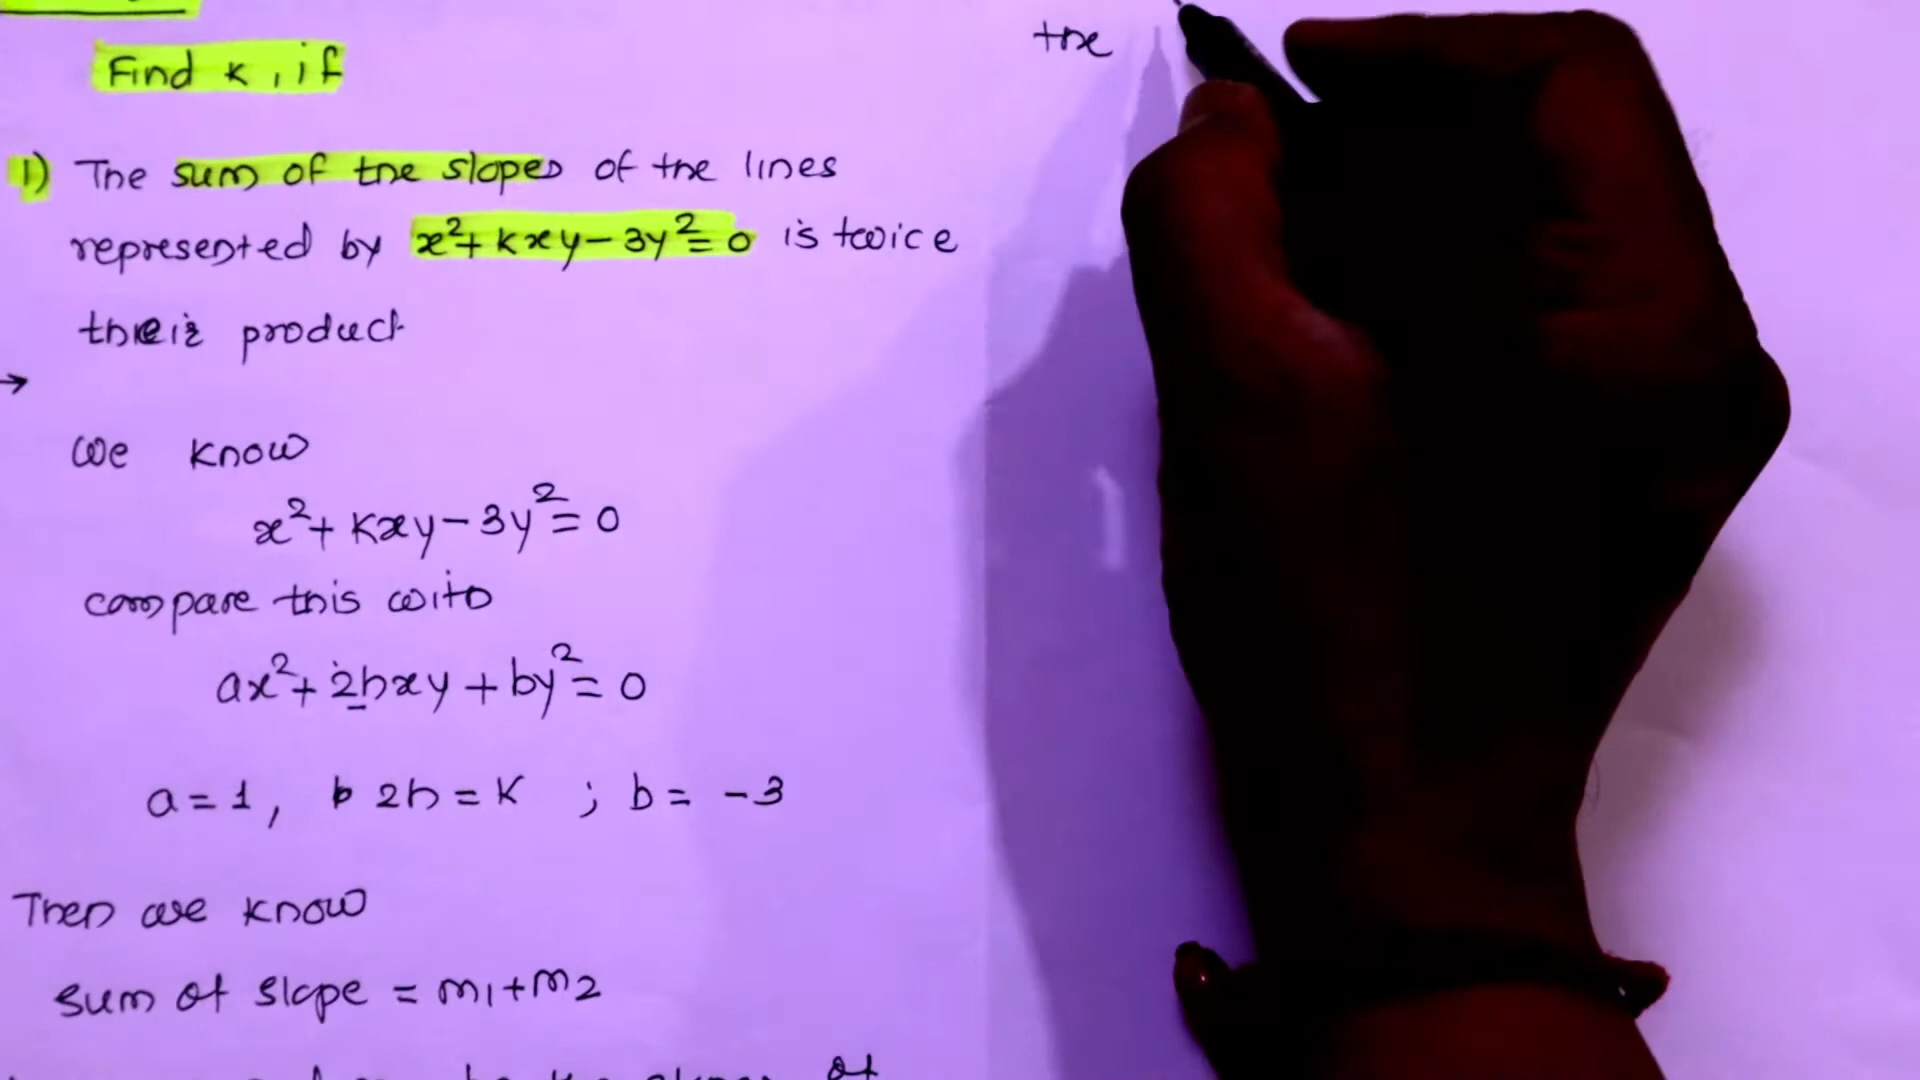 Find K, if
1) The sum of the slopes of the lines
represented by x²+kxy-3y²=0 is twice
their product
→
we know
x²+kxy-3y²=0
compare this with
ax²+2hxy+by²=0
a=1, 2h=K ; b= -3
Then we know
sum of slope = m1+m2
of
the